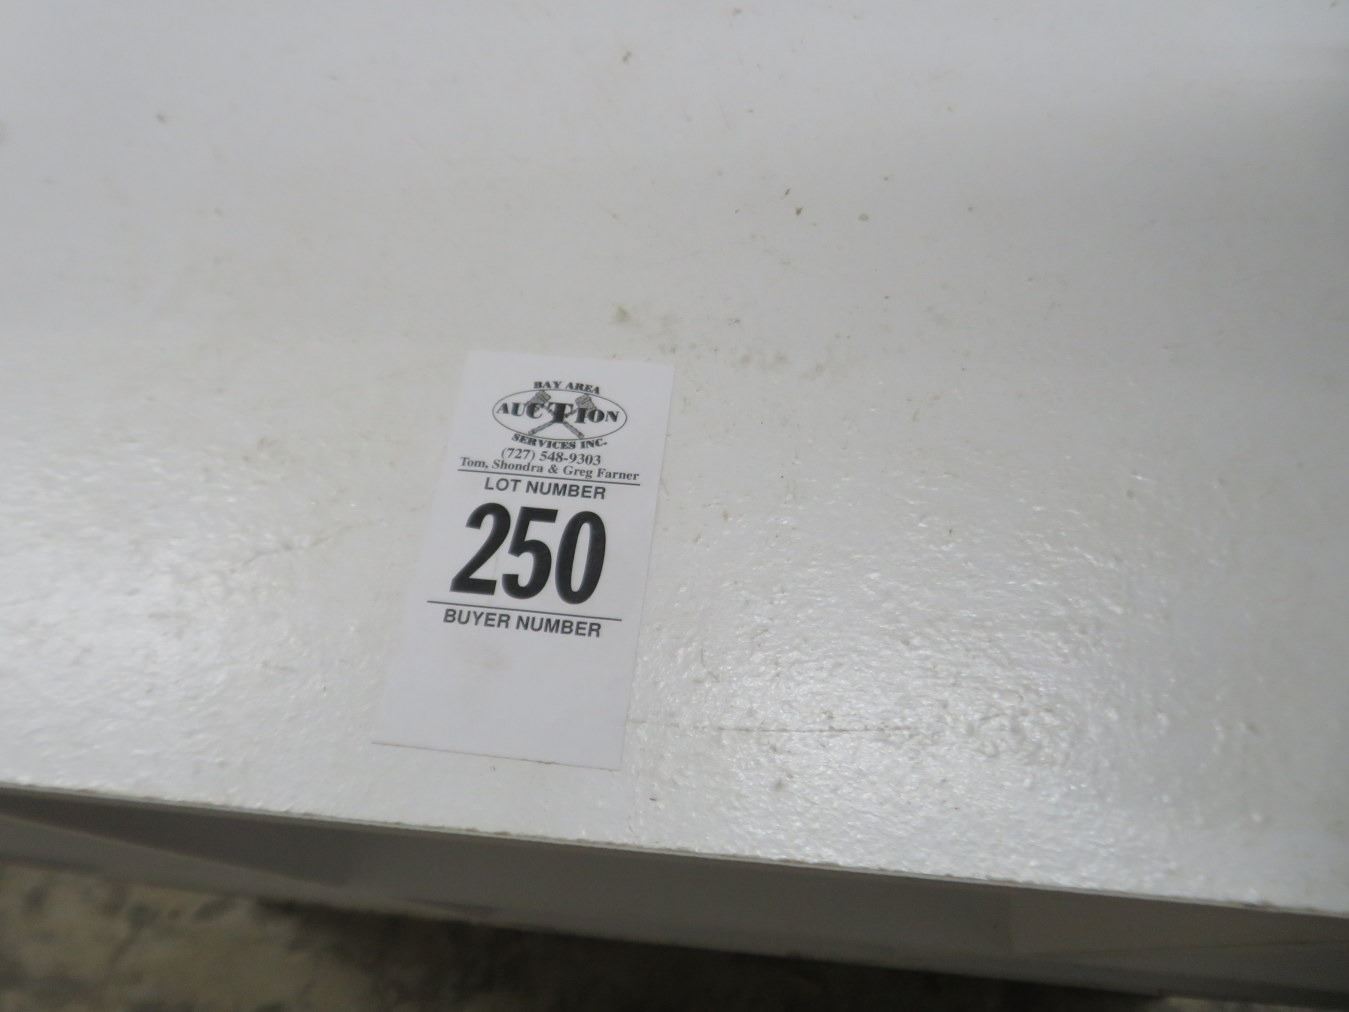 BAY AREA
AUCTION
SERVICES INC.
(727) 548-9303
Tom, Shondra & Greg Farner
LOT NUMBER
250
BUYER NUMBER